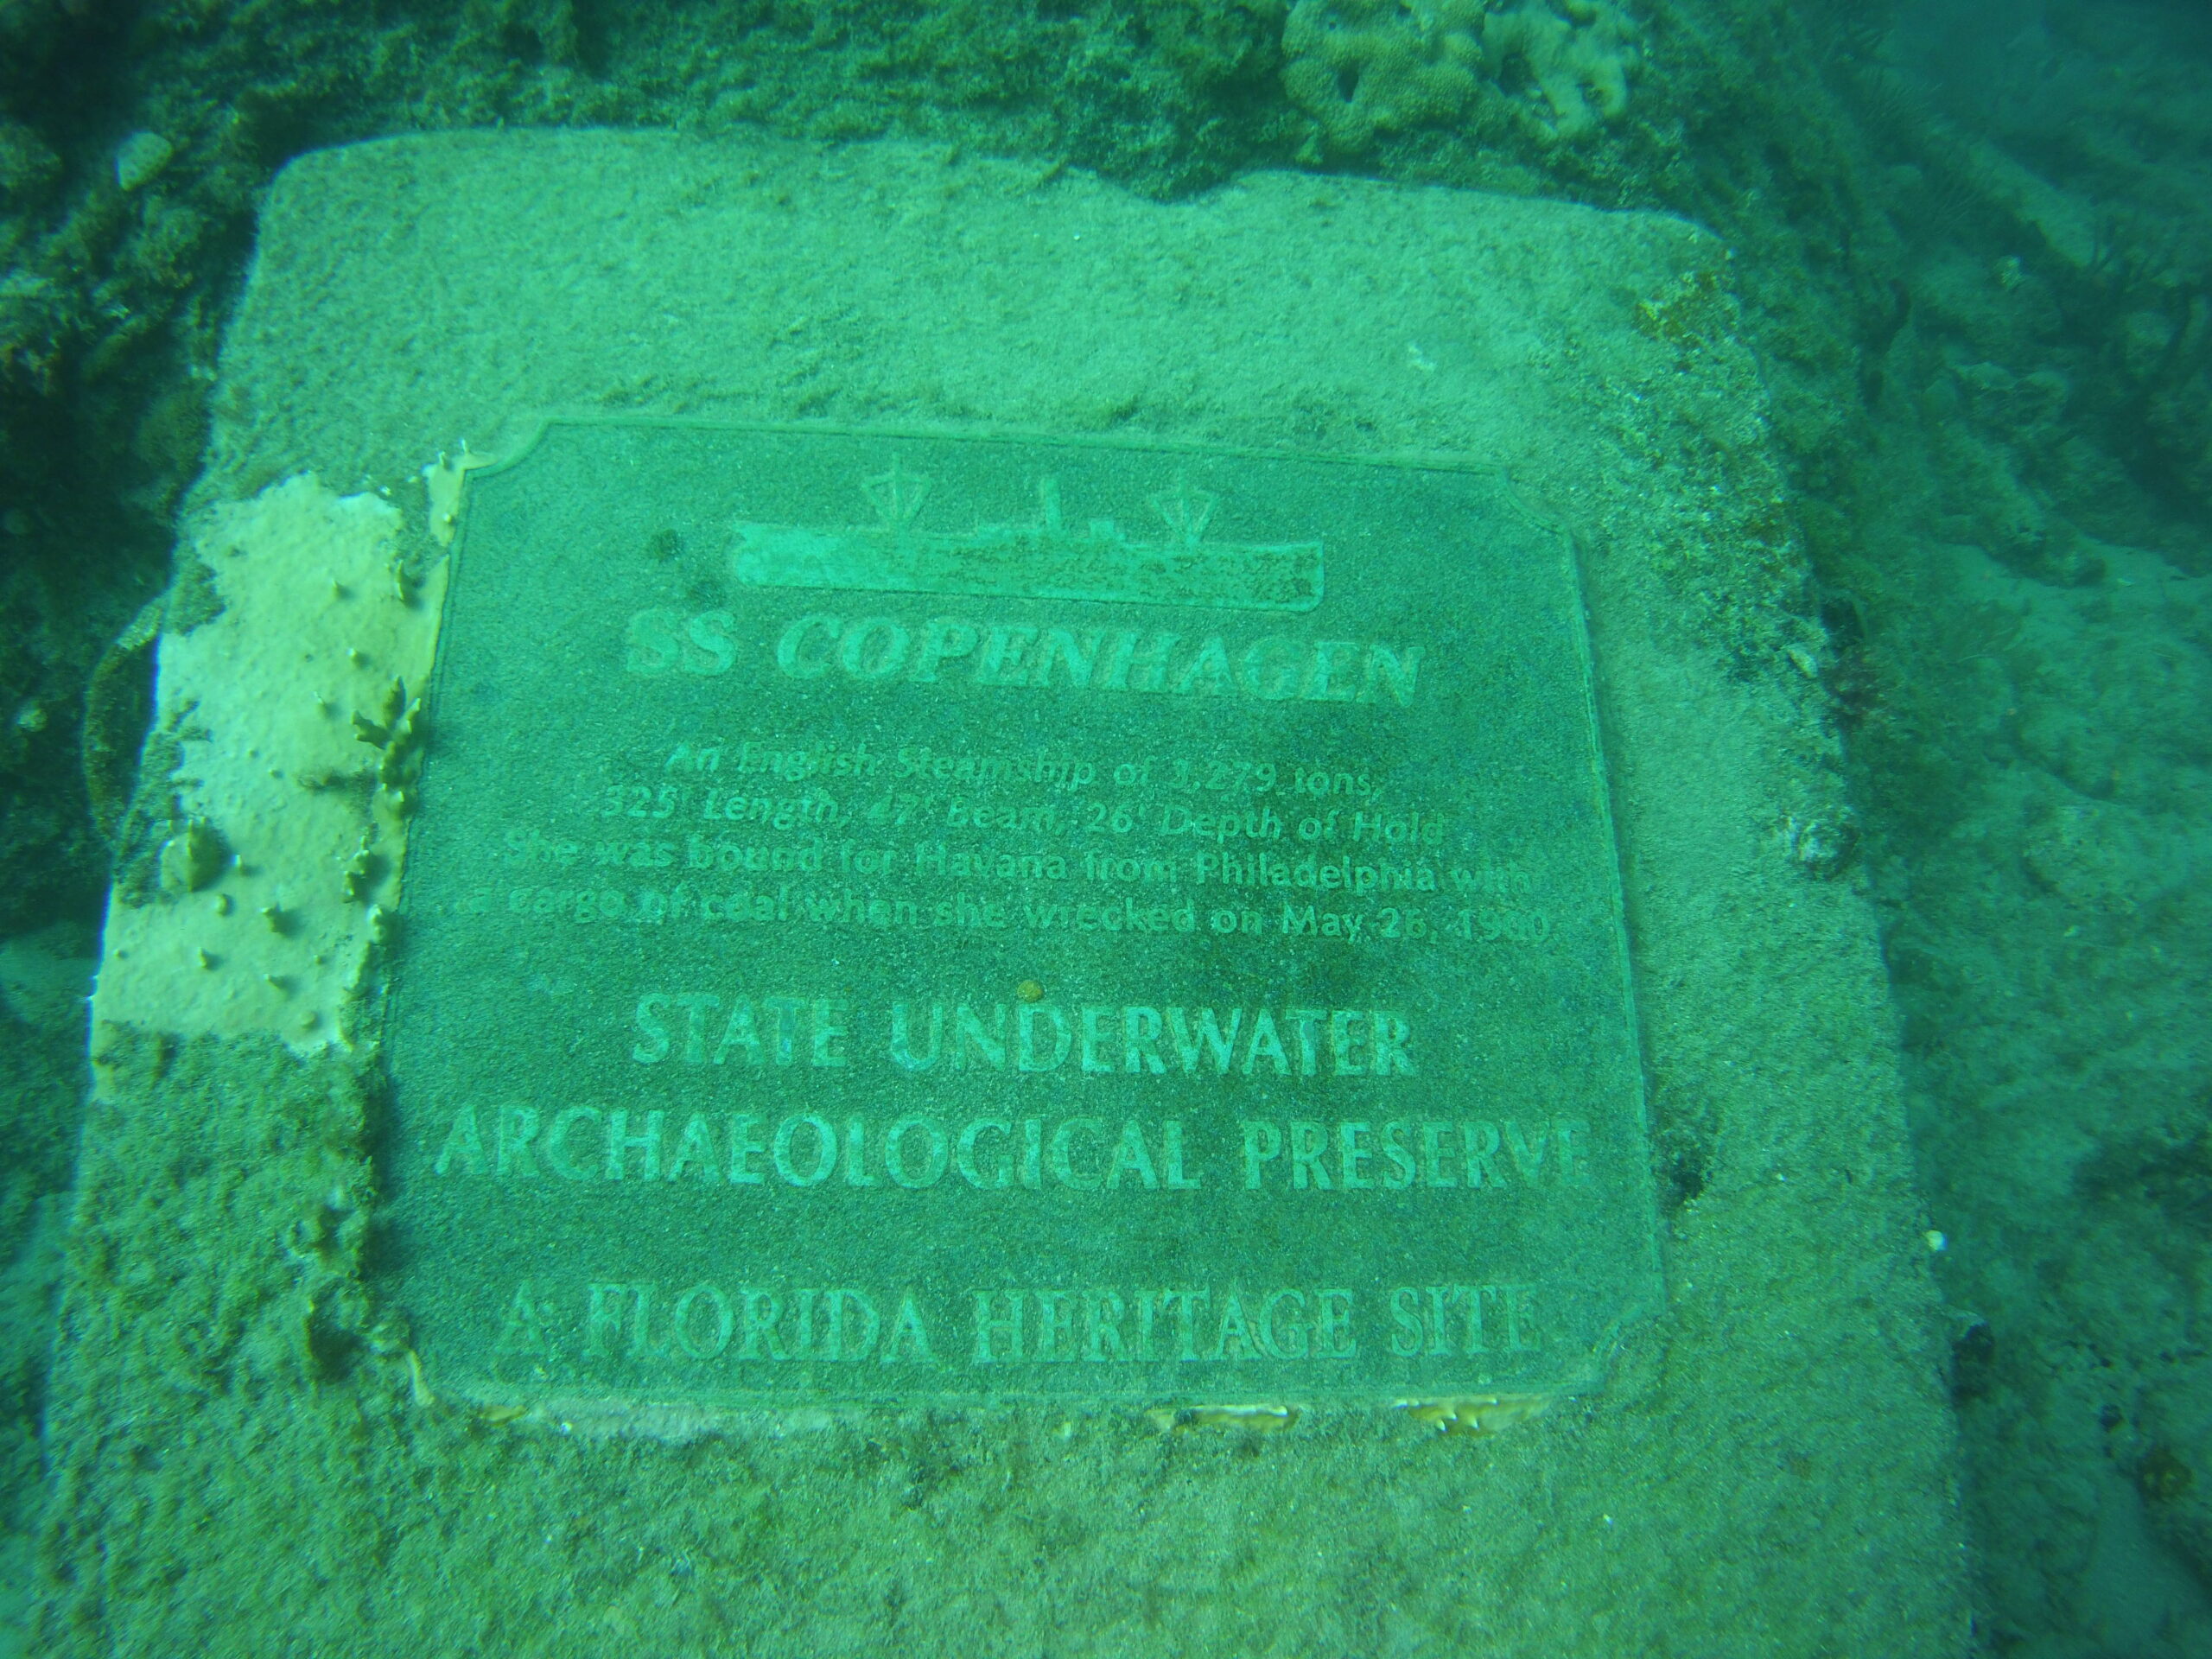 SS COPENHAGEN
An English Steamship of 3,279 tons,
325' Length, 47' beam, 26' Depth of Hold
She was bound for Havana from Philadelphia with
a cargo of coal when she wrecked on May 26, 1900
STATE UNDERWATER
ARCHAEOLOGICAL PRESERVE
A FLORIDA HERITAGE SITE